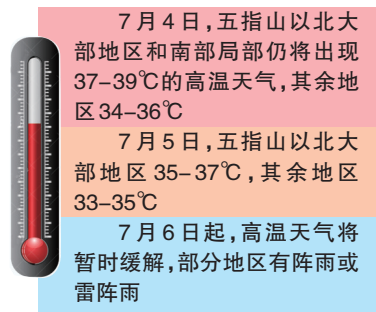 7月4日，五指山以北大
部地区和南部局部仍将出现
37-39℃的高温天气，其余地
区34-36℃
7月5日，五指山以北大
部地区35-37℃，其余地区
33-35℃
7月6日起，高温天气将
暂时缓解，部分地区有阵雨或
雷阵雨